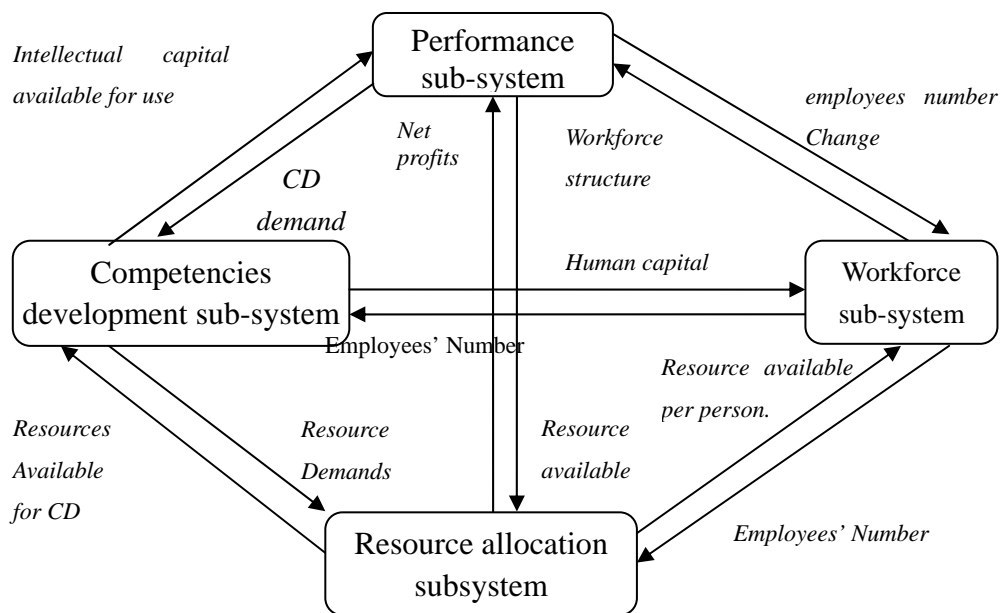 Performance
sub-system
Intellectual capital
available for use
employees number
Change
Net
profits
Workforce
structure
CD
demand
Competencies
development sub-system
Human capital
Workforce
sub-system
Employees' Number
Resource available
per person.
Resources
Available
for CD
Resource
Demands
Resource
available
Employees' Number
Resource allocation
subsystem